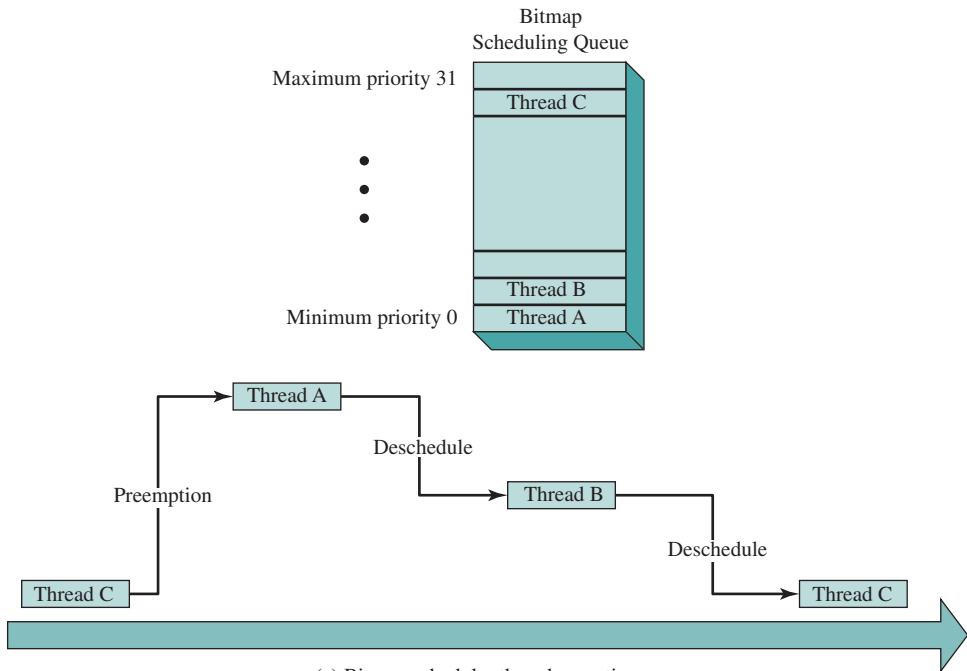 Bitmap
Scheduling Queue
Maximum priority 31
Thread C
Thread B
Minimum priority 0
Thread A
Thread A
Deschedule
Preemption
Thread B
Deschedule
Thread C
Thread C